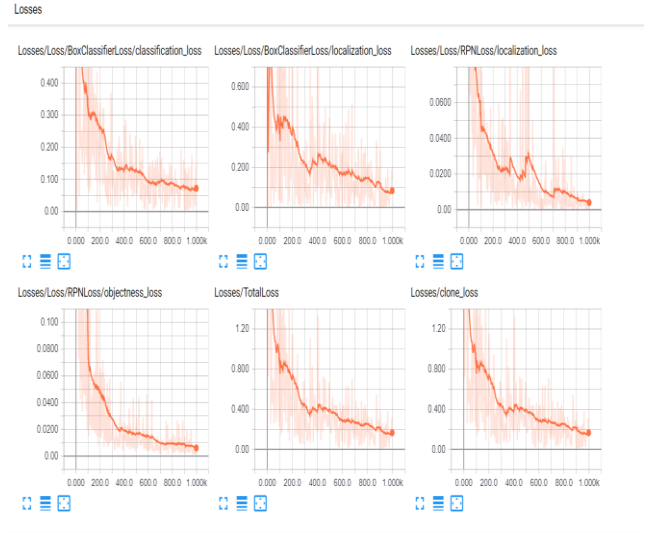 Losses
Losses/Loss/BoxClassifierLoss/classification_loss
Losses/Loss/BoxClassifierLoss/localization_loss
Losses/Loss/RPNLoss/localization_loss
0.400
0.300
0.200
0.100
0.00
0.000 200.0 400.0 600.0 800.0 1.000k
0.600
0.400
0.200
0.00
0.000 200.0 400.0 600.0 800.0 1.000k
0.0600
0.0400
0.0200
0.00
0.000 200.0 400.0 600.0 800.0 1.000k
Losses/Loss/RPNLoss/objectness_loss
Losses/TotalLoss
Losses/clone_loss
0.100
0.0800
0.0600
0.0400
0.0200
0.00
0.000 200.0 400.0 600.0 800.0 1.000k
1.20
0.800
0.400
0.00
0.000 200.0 400.0 600.0 800.0 1.000k
1.20
0.800
0.400
0.00
0.000 200.0 400.0 600.0 800.0 1.000k